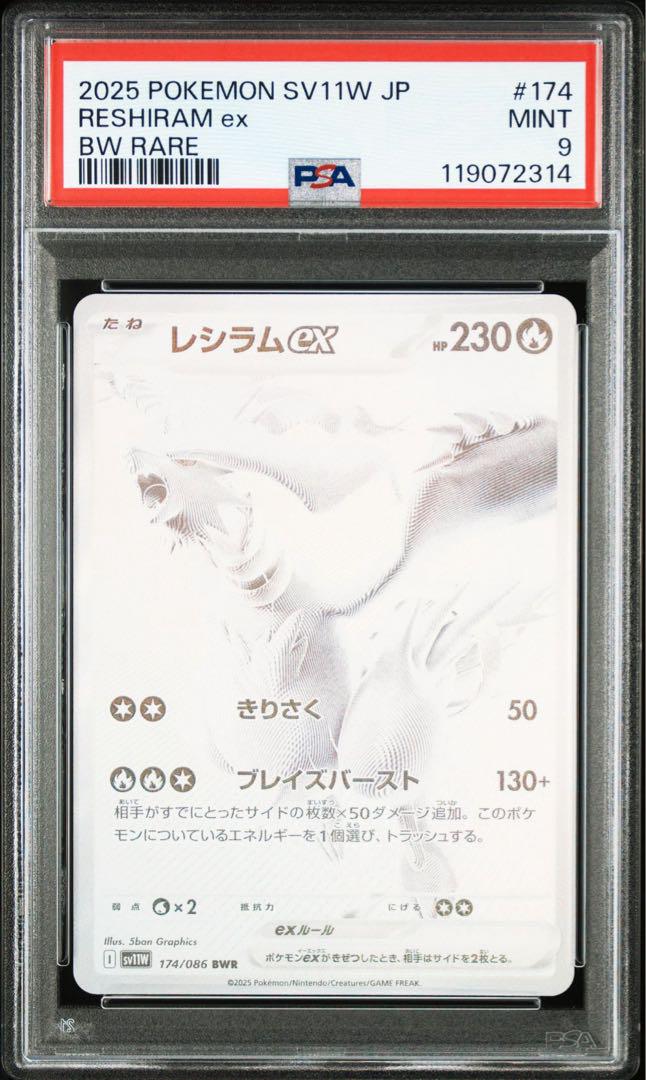 2025 POKEMON SV11W JP #174
RESHIRAM ex MINT
BW RARE 9
PSA 119072314
たね レシラムex HP 230
きりさく 50
ブレイズバースト 130+
相手がすでにとったサイドの枚数×50ダメージ追加。このポケ
モンについているエネルギーを1個選び、トラッシュする。
弱点 ×2 抵抗力 にげる
exルール
Illus. 5ban Graphics
ポケモンexがきぜつしたとき、相手はサイドを2枚とる。
I SV11W 174/086 BWR
©2025 Pokémon/Nintendo/Creatures/GAME FREAK.
PSA